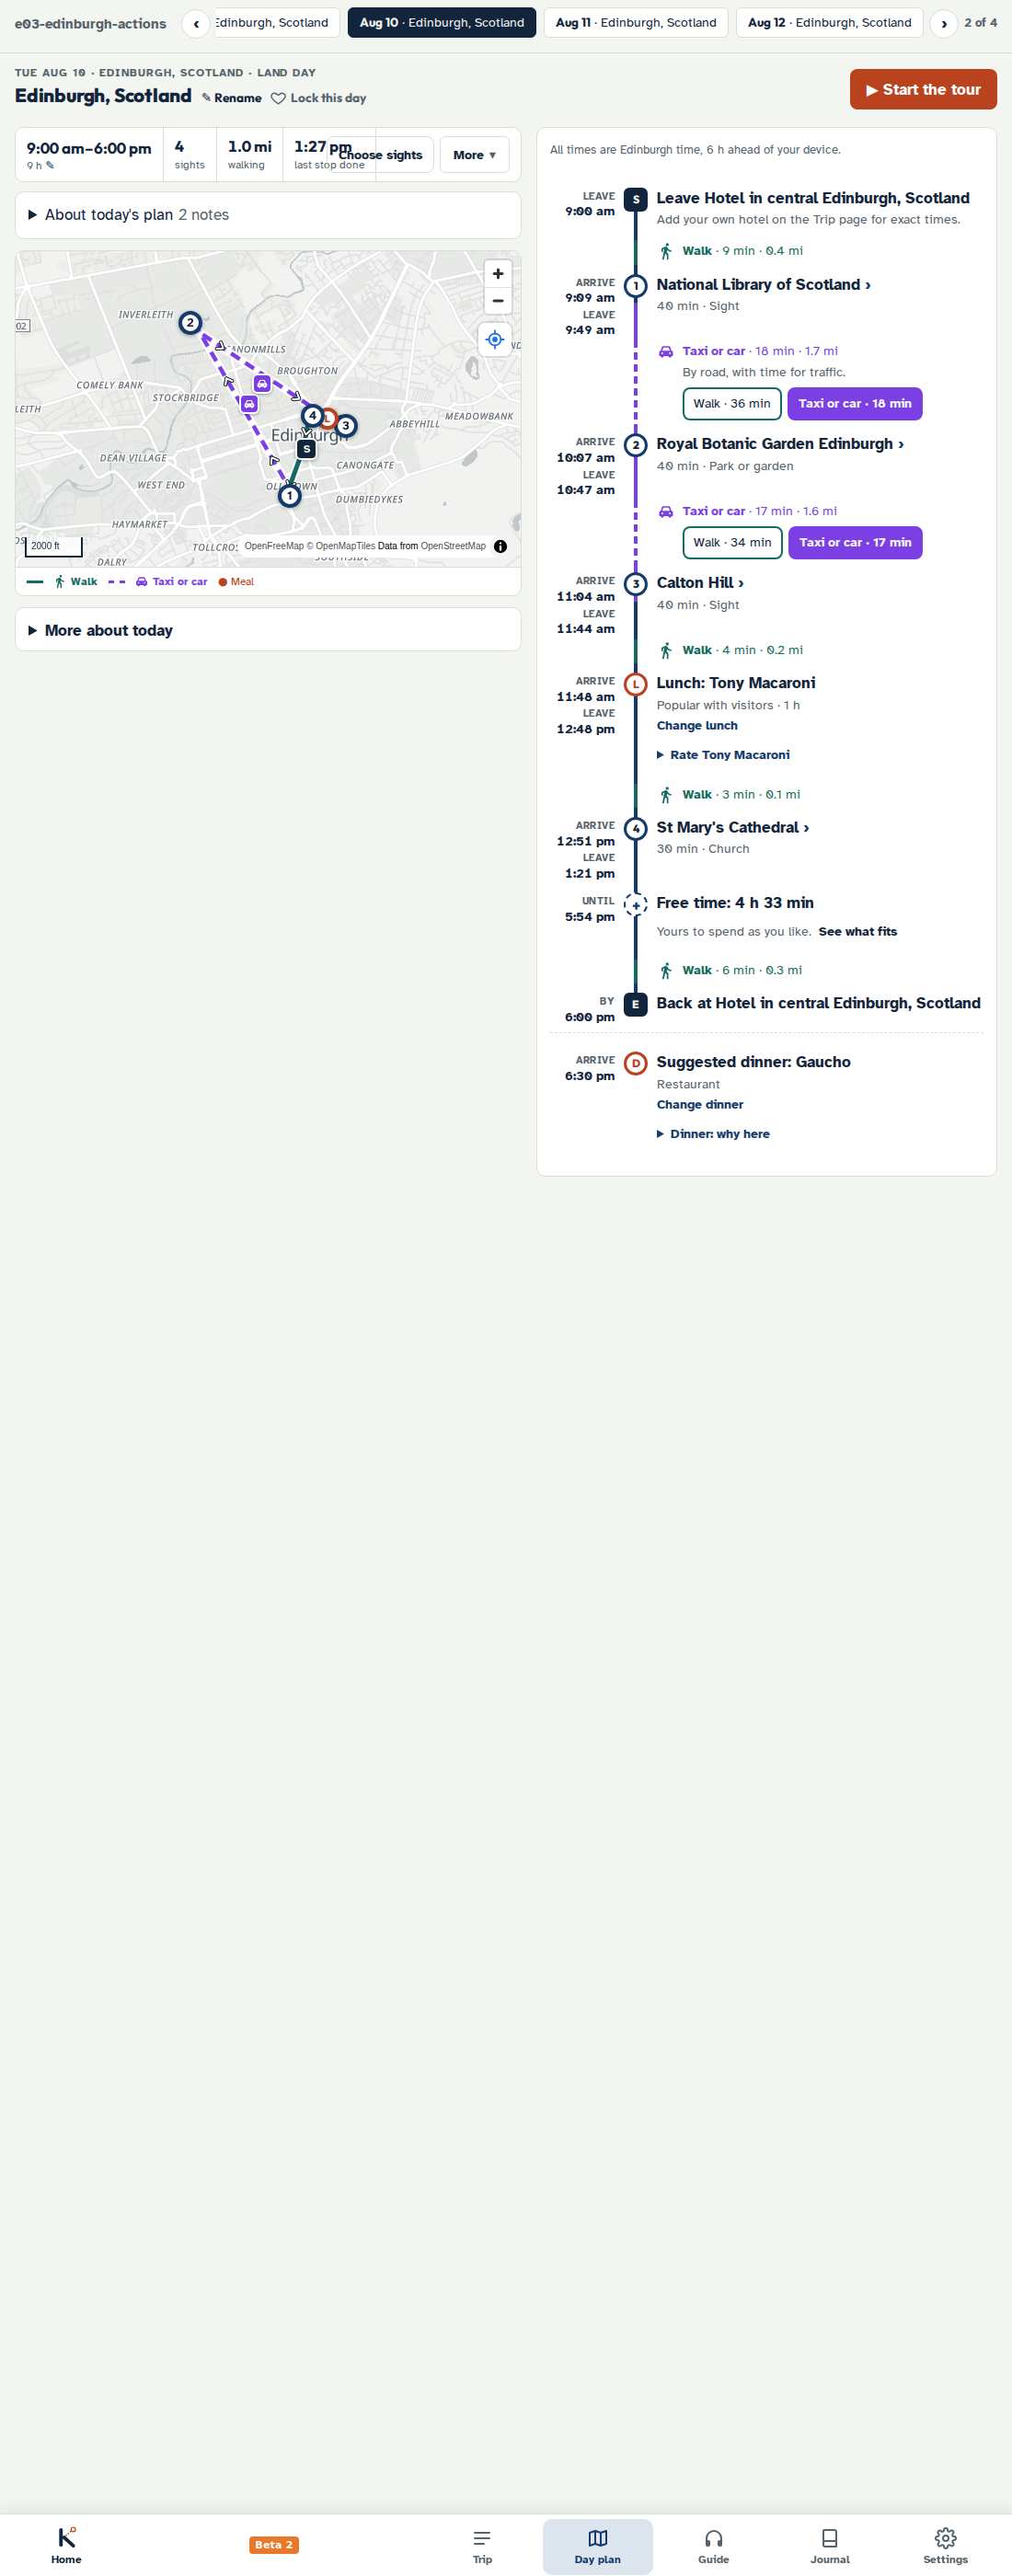 e03-edinburgh-actions
‹
Edinburgh, Scotland
Aug 10 · Edinburgh, Scotland
Aug 11 · Edinburgh, Scotland
Aug 12 · Edinburgh, Scotland
›
2 of 4
TUE AUG 10 · EDINBURGH, SCOTLAND · LAND DAY
Edinburgh, Scotland ✎ Rename Lock this day
▶ Start the tour
9:00 am–6:00 pm
9 h ✎
4
sights
1.0 mi
walking
1:27 pm
last stop done
Choose sights
More ▼
▶ About today's plan 2 notes
INVERLEITH
2
CANONMILLS
BROUGHTON
COMELY BANK
STOCKBRIDGE
LEITH
MEADOWBANK
ABBEYHILL
4
L
3
Edinburgh
S
DEAN VILLAGE
CANONGATE
WEST END
OLD TOWN
1
DUMBIEDYKES
HAYMARKET
DALRY
+
−
02
2000 ft
OpenFreeMap © OpenMapTiles Data from OpenStreetMap
Walk
Taxi or car
Meal
▶ More about today
All times are Edinburgh time, 6 h ahead of your device.
LEAVE
9:00 am
S
Leave Hotel in central Edinburgh, Scotland
Add your own hotel on the Trip page for exact times.
Walk · 9 min · 0.4 mi
ARRIVE
9:09 am
LEAVE
9:49 am
1
National Library of Scotland ›
40 min · Sight
Taxi or car · 18 min · 1.7 mi
By road, with time for traffic.
Walk · 36 min
Taxi or car · 18 min
ARRIVE
10:07 am
LEAVE
10:47 am
2
Royal Botanic Garden Edinburgh ›
40 min · Park or garden
Taxi or car · 17 min · 1.6 mi
Walk · 34 min
Taxi or car · 17 min
ARRIVE
11:04 am
LEAVE
11:44 am
3
Calton Hill ›
40 min · Sight
Walk · 4 min · 0.2 mi
ARRIVE
11:48 am
LEAVE
12:48 pm
L
Lunch: Tony Macaroni
Popular with visitors · 1 h
Change lunch
▶ Rate Tony Macaroni
Walk · 3 min · 0.1 mi
ARRIVE
12:51 pm
LEAVE
1:21 pm
4
St Mary's Cathedral ›
30 min · Church
UNTIL
5:54 pm
+
Free time: 4 h 33 min
Yours to spend as you like. See what fits
Walk · 6 min · 0.3 mi
BY
6:00 pm
E
Back at Hotel in central Edinburgh, Scotland
ARRIVE
6:30 pm
D
Suggested dinner: Gaucho
Restaurant
Change dinner
▶ Dinner: why here
Home
Beta 2
Trip
Day plan
Guide
Journal
Settings